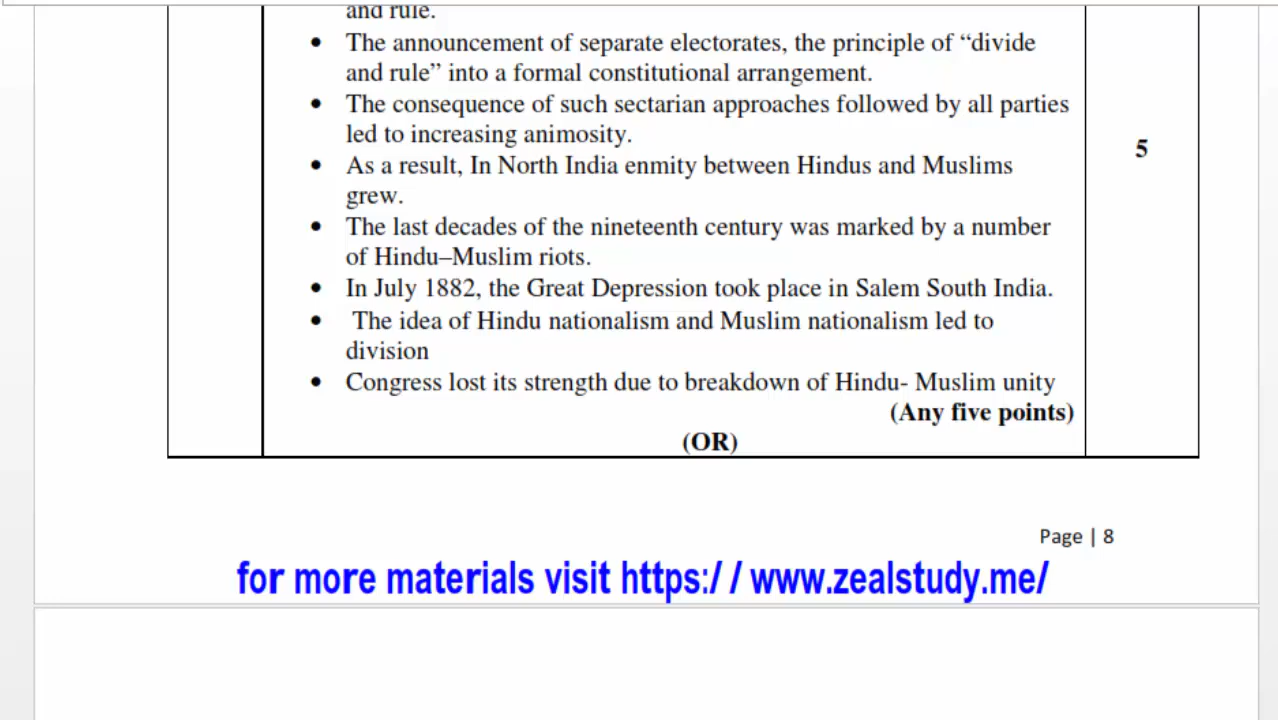 and rule.
• The announcement of separate electorates, the principle of “divide
and rule” into a formal constitutional arrangement.
• The consequence of such sectarian approaches followed by all parties
led to increasing animosity.
5
• As a result, In North India enmity between Hindus and Muslims
grew.
• The last decades of the nineteenth century was marked by a number
of Hindu–Muslim riots.
• In July 1882, the Great Depression took place in Salem South India.
• The idea of Hindu nationalism and Muslim nationalism led to
division
• Congress lost its strength due to breakdown of Hindu- Muslim unity
(Any five points)
(OR)
Page | 8
for more materials visit https:/ / www.zealstudy.me/